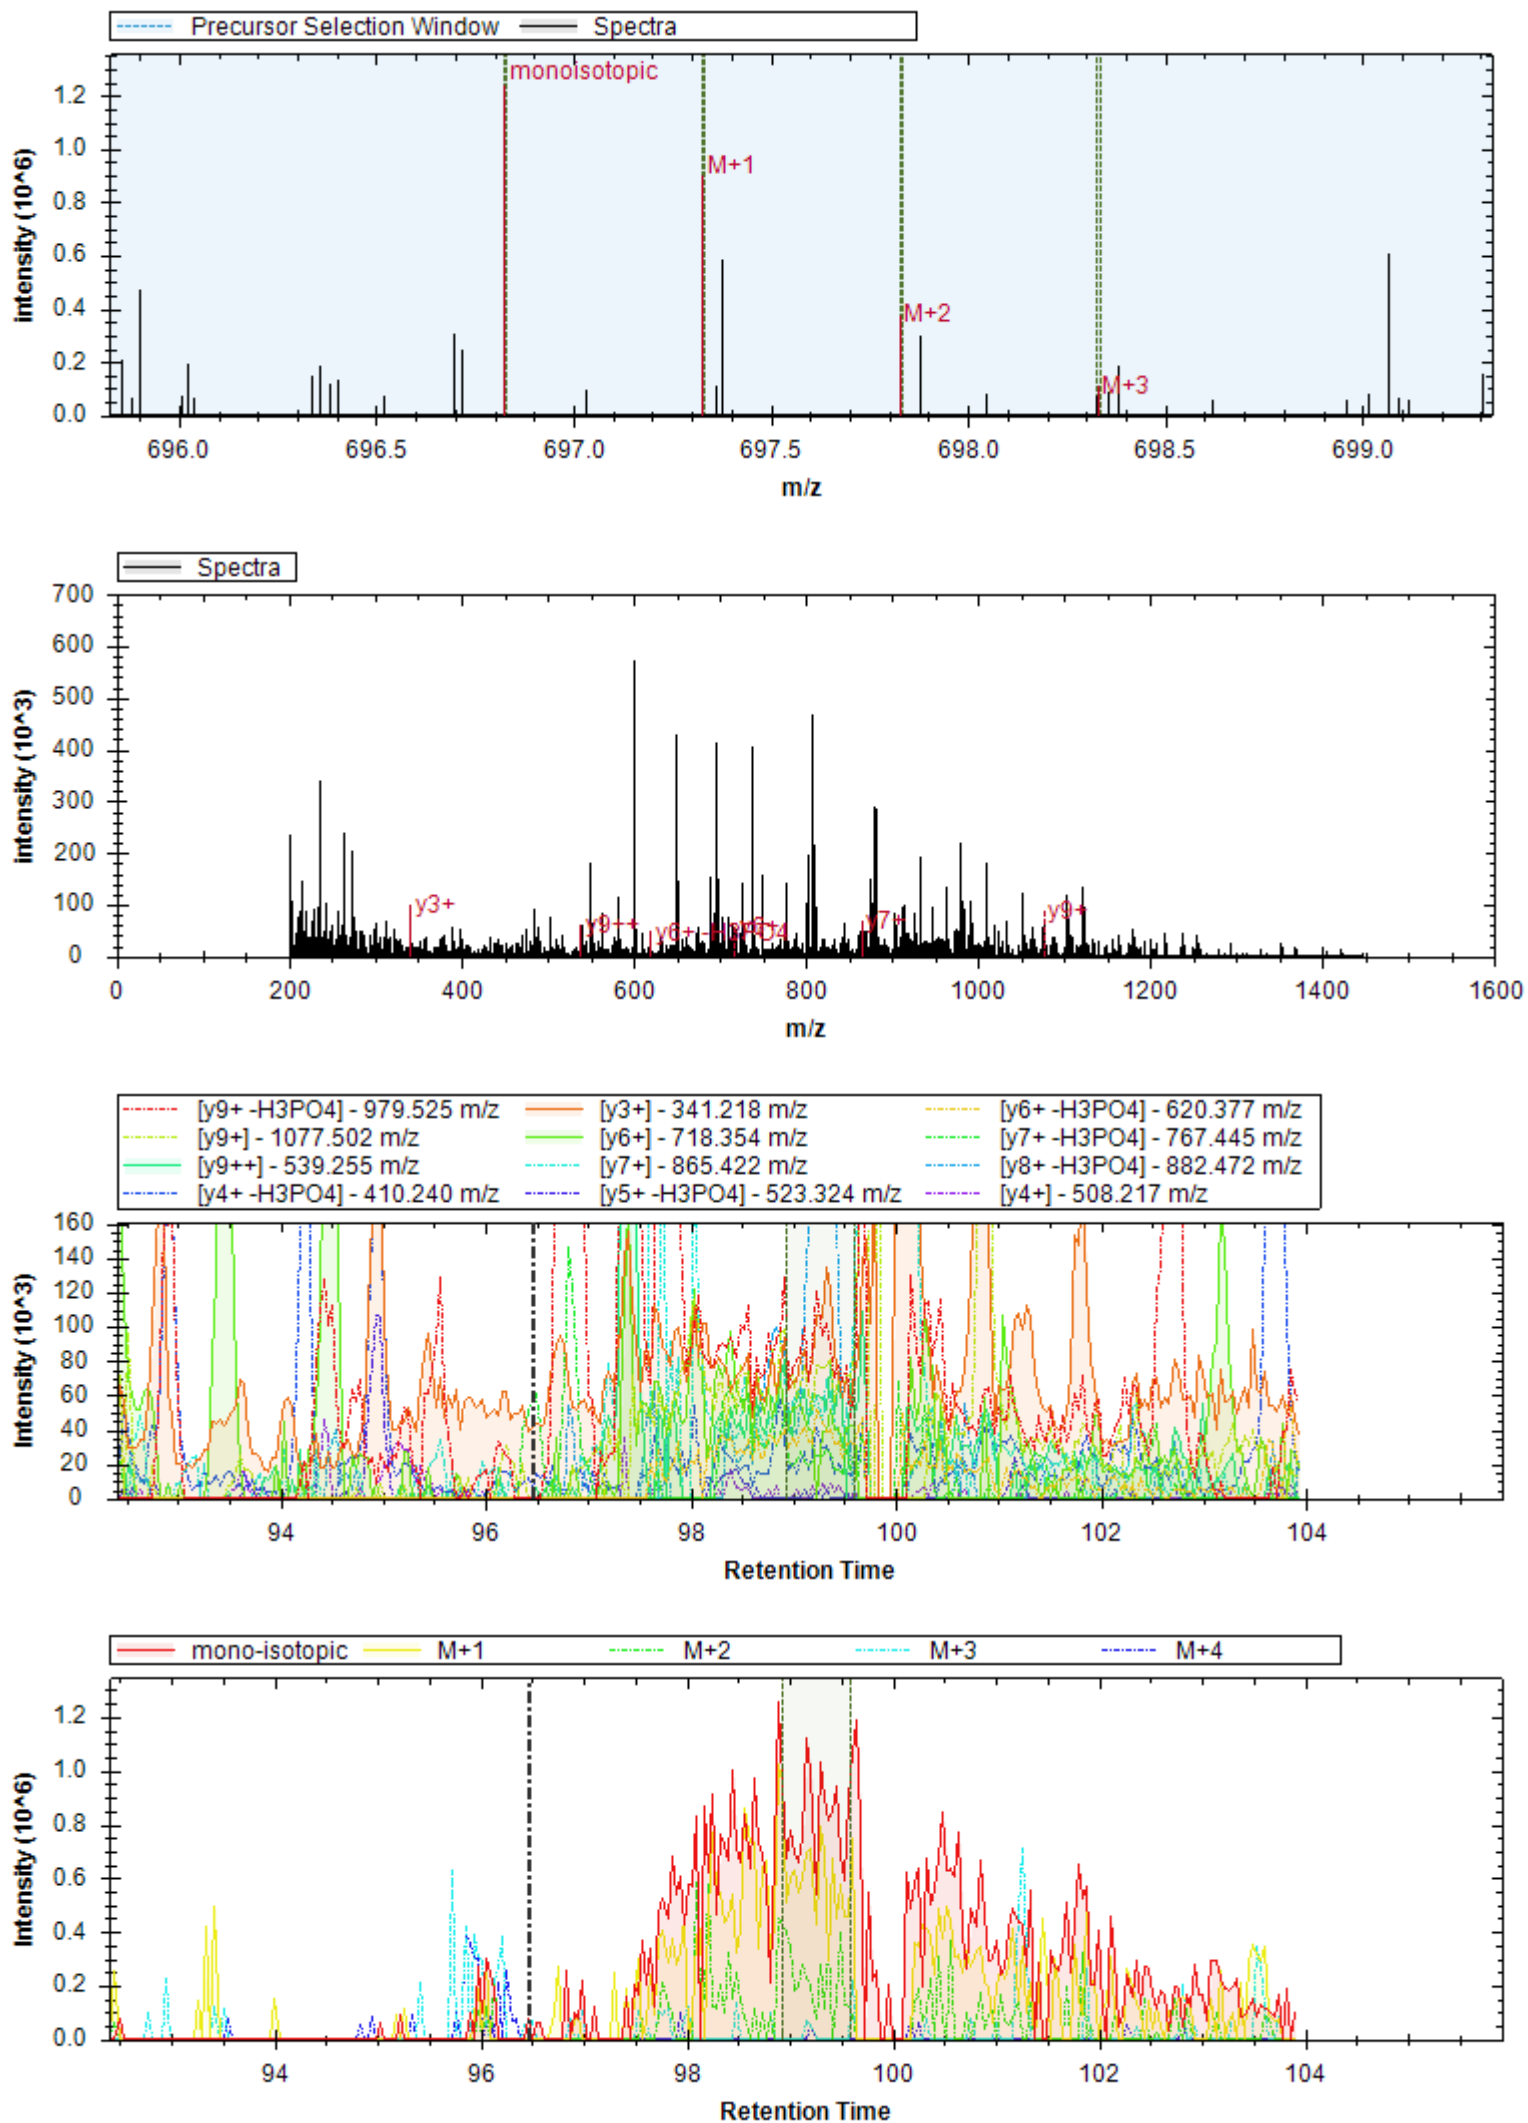 Precursor Selection Window Spectra
intensity (10^6)
1.2
1.0
0.8
0.6
0.4
0.2
0.0
monoisotopic
M+1
M+2
M+3
696.0 696.5 697.0 697.5 698.0 698.5 699.0
m/z
Spectra
intensity (10^3)
700
600
500
400
300
200
100
0
y3+
y9++
y6+ -H3PO4
y6+
y7+
y9+
0 200 400 600 800 1000 1200 1400 1600
m/z
[y9+ -H3PO4] - 979.525 m/z [y3+] - 341.218 m/z [y6+ -H3PO4] - 620.377 m/z
[y9+] - 1077.502 m/z [y6+] - 718.354 m/z [y7+ -H3PO4] - 767.445 m/z
[y9++] - 539.255 m/z [y7+] - 865.422 m/z [y8+ -H3PO4] - 882.472 m/z
[y4+ -H3PO4] - 410.240 m/z [y5+ -H3PO4] - 523.324 m/z [y4+] - 508.217 m/z
Intensity (10^3)
160
140
120
100
80
60
40
20
0
94 96 98 100 102 104
Retention Time
mono-isotopic M+1 M+2 M+3 M+4
Intensity (10^6)
1.2
1.0
0.8
0.6
0.4
0.2
0.0
94 96 98 100 102 104
Retention Time